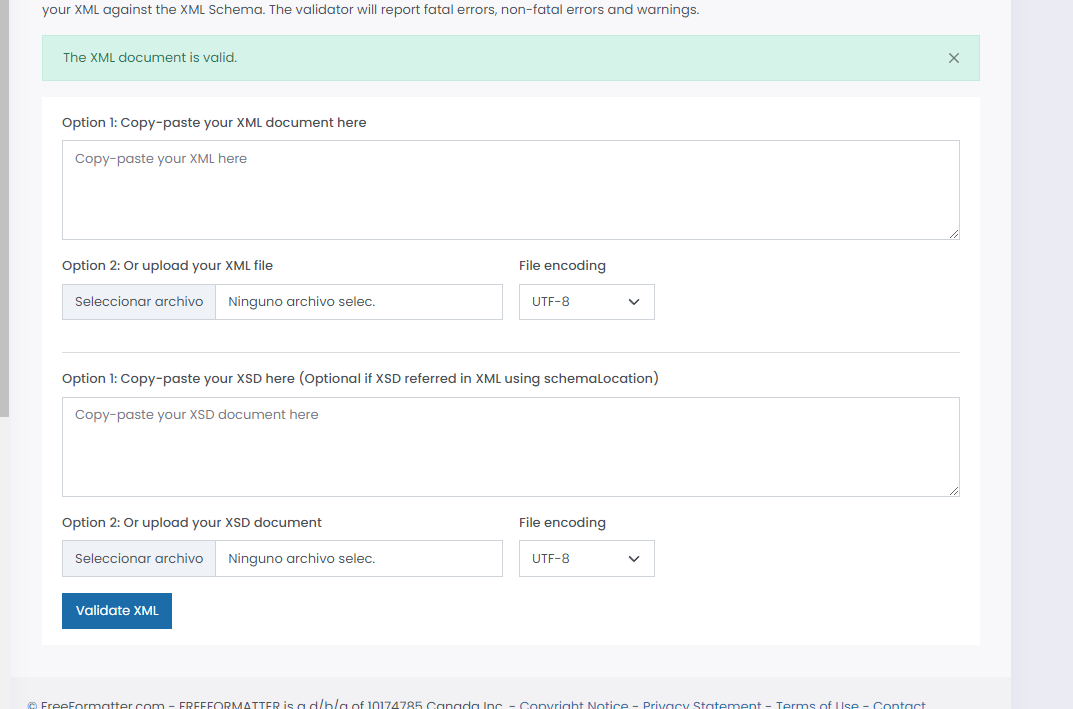 your XML against the XML Schema. The validator will report fatal errors, non-fatal errors and warnings.
The XML document is valid.
Option 1: Copy-paste your XML document here
Copy-paste your XML here
Option 2: Or upload your XML file
File encoding
Seleccionar archivo
Ninguno archivo selec.
UTF-8
Option 1: Copy-paste your XSD here (Optional if XSD referred in XML using schemaLocation)
Copy-paste your XSD document here
Option 2: Or upload your XSD document
File encoding
Seleccionar archivo
Ninguno archivo selec.
UTF-8
Validate XML
© FreeFormatter.com - FREEFORMATTER is a d/b/a of 10174785 Canada Inc. - Copyright Notice - Privacy Statement - Terms of Use - Contact